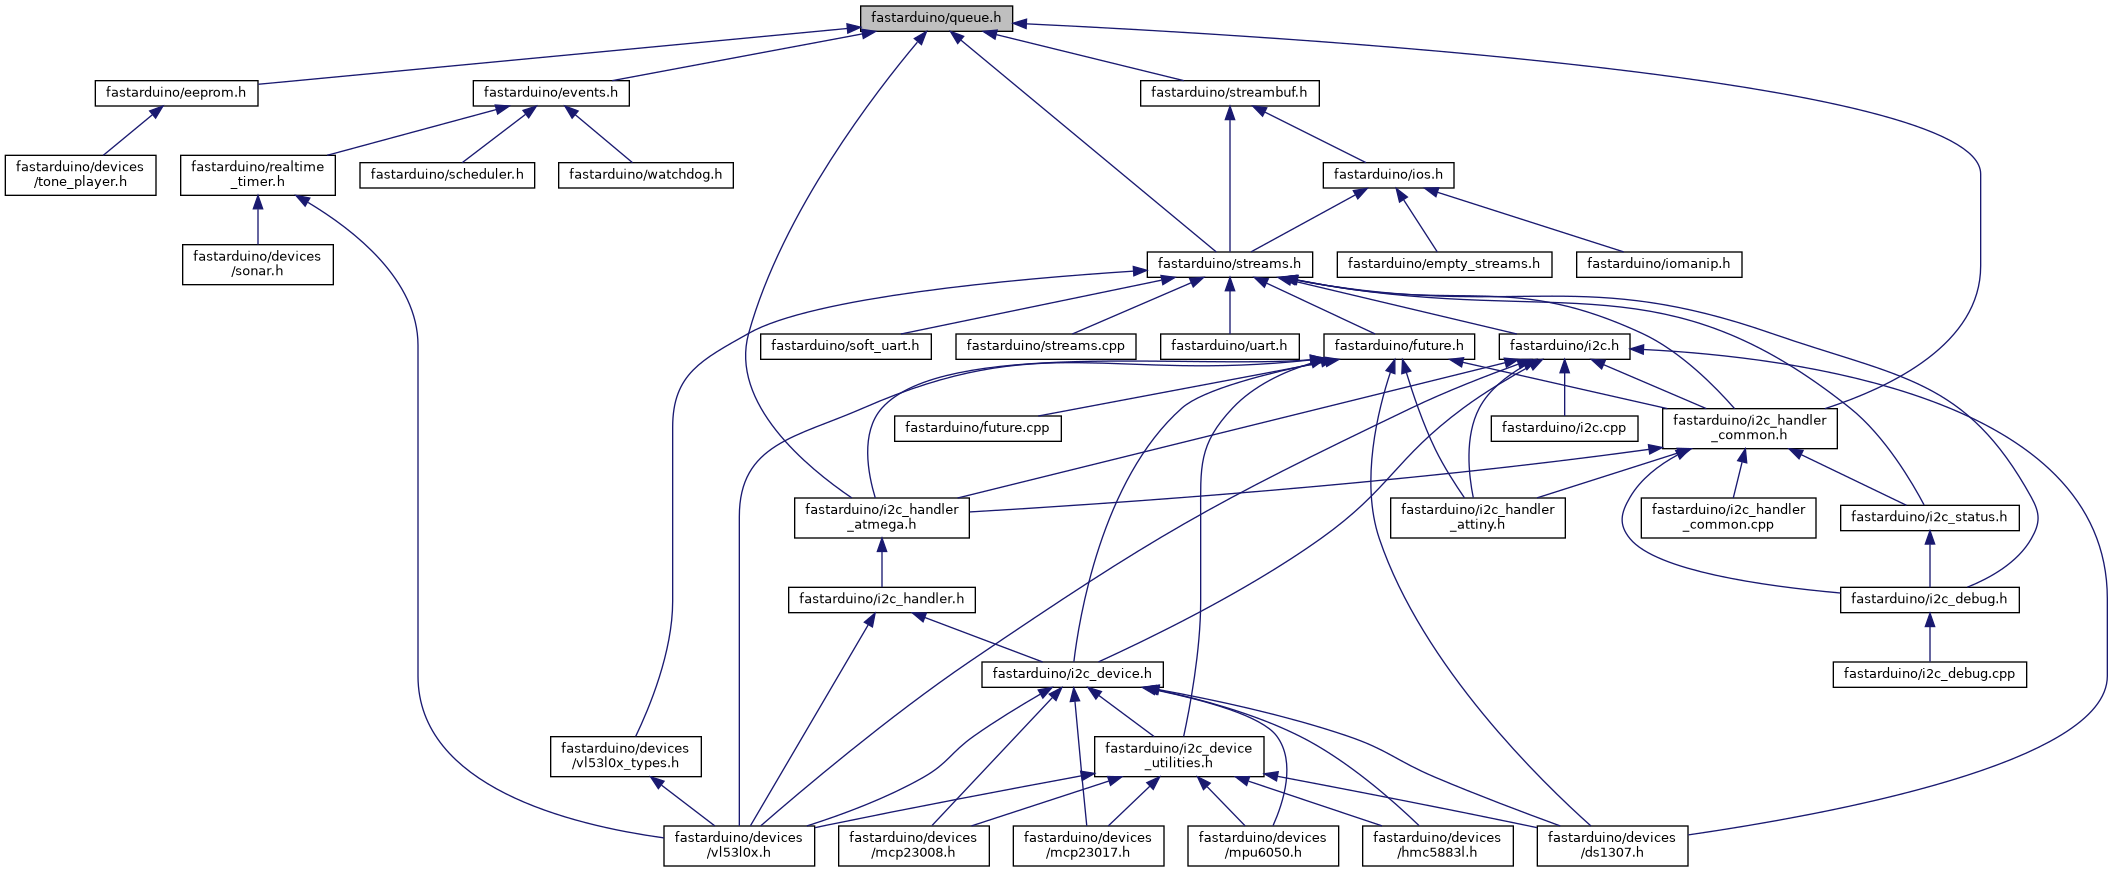 fastarduino/queue.h
fastarduino/eeprom.h
fastarduino/events.h
fastarduino/streambuf.h
fastarduino/devices
/tone_player.h
fastarduino/realtime
_timer.h
fastarduino/scheduler.h
fastarduino/watchdog.h
fastarduino/ios.h
fastarduino/devices
/sonar.h
fastarduino/streams.h
fastarduino/empty_streams.h
fastarduino/iomanip.h
fastarduino/soft_uart.h
fastarduino/streams.cpp
fastarduino/uart.h
fastarduino/future.h
fastarduino/i2c.h
fastarduino/future.cpp
fastarduino/i2c.cpp
fastarduino/i2c_handler
_common.h
fastarduino/i2c_handler
_atmega.h
fastarduino/i2c_handler
_attiny.h
fastarduino/i2c_handler
_common.cpp
fastarduino/i2c_status.h
fastarduino/i2c_handler.h
fastarduino/i2c_debug.h
fastarduino/i2c_device.h
fastarduino/i2c_debug.cpp
fastarduino/devices
/vl53l0x_types.h
fastarduino/i2c_device
_utilities.h
fastarduino/devices
/vl53l0x.h
fastarduino/devices
/mcp23008.h
fastarduino/devices
/mcp23017.h
fastarduino/devices
/mpu6050.h
fastarduino/devices
/hmc5883l.h
fastarduino/devices
/ds1307.h